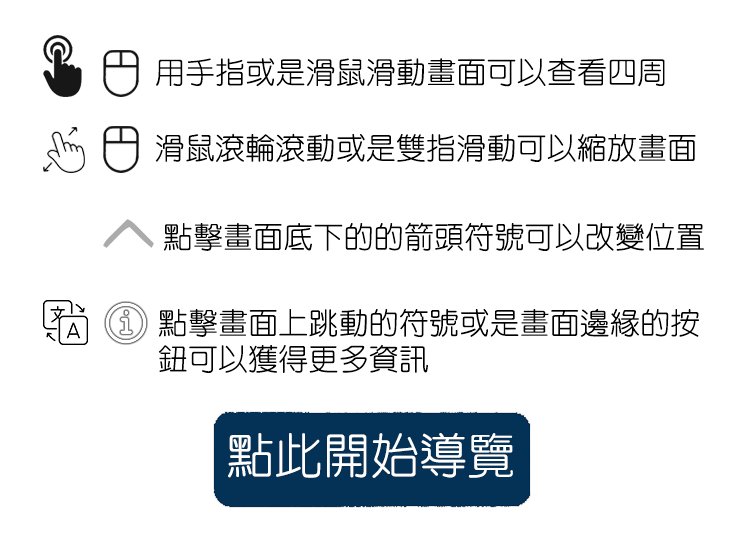 用手指或是滑鼠滑動畫面可以查看四周
滑鼠滾輪滾動或是雙指滑動可以縮放畫面
點擊畫面底下的的箭頭符號可以改變位置
文
A
點擊畫面上跳動的符號或是畫面邊緣的按
鈕可以獲得更多資訊
點此開始導覽